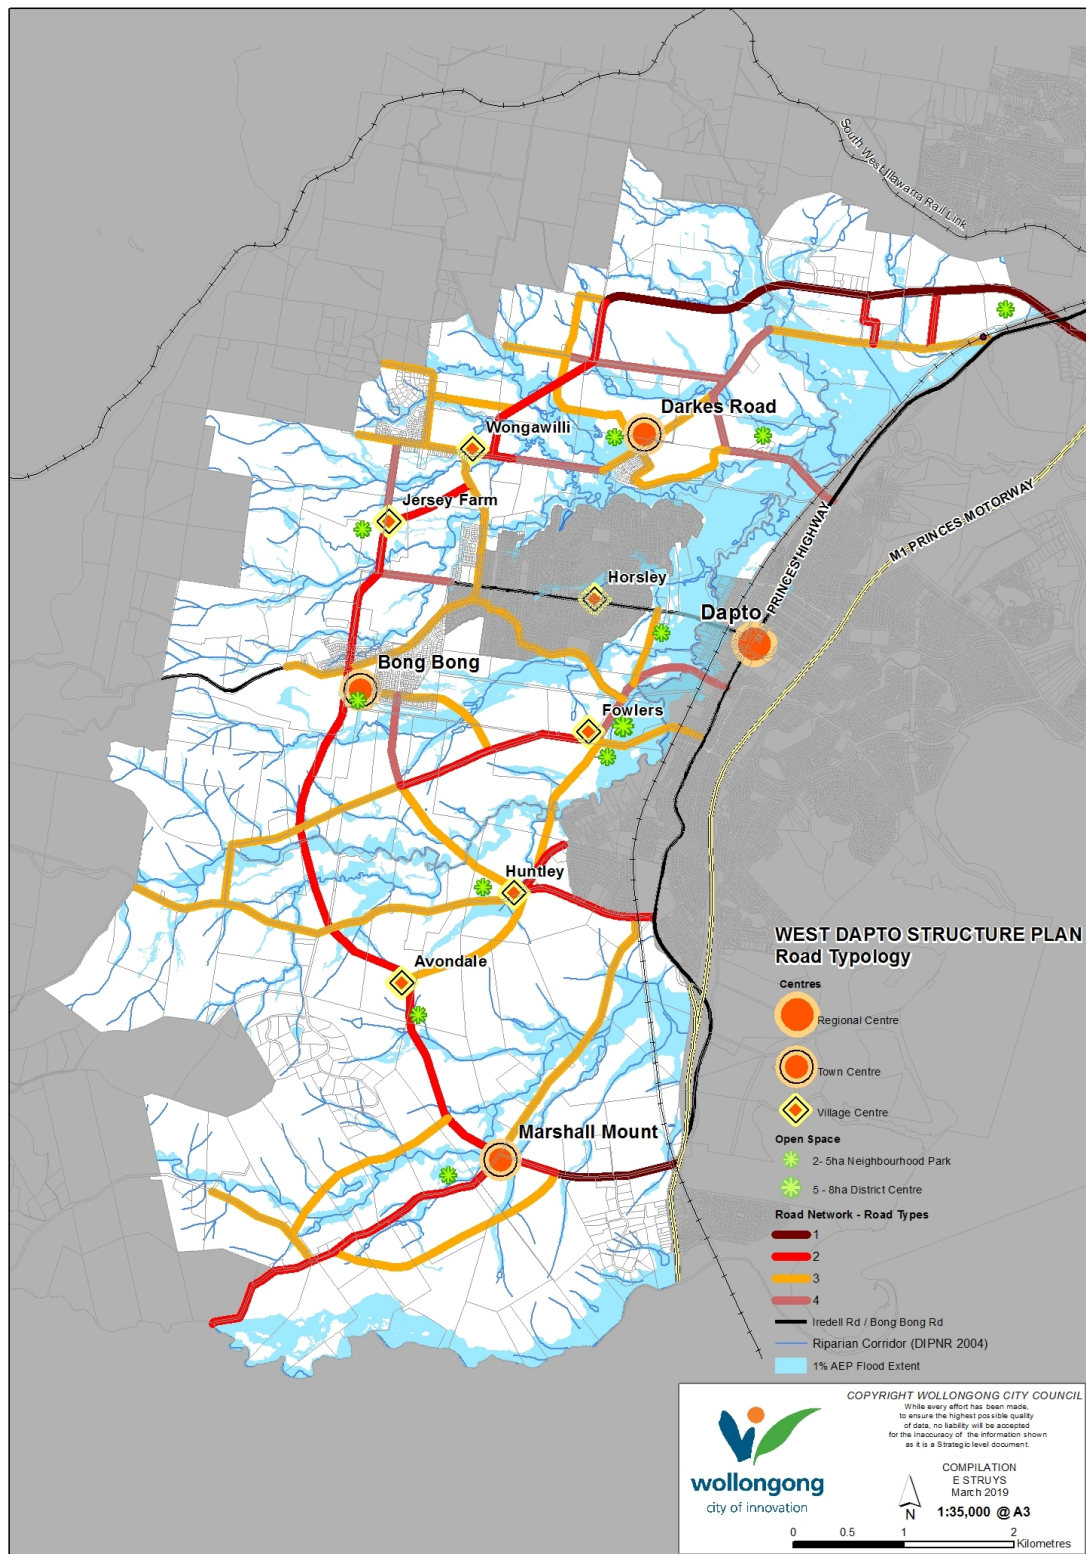 South West Illawarra Rail Link
Darkes Road
Wongawilli
Jersey Farm
PRINCES HIGHWAY
M1 PRINCES MOTORWAY
Horsley
Dapto
Bong Bong
Fowlers
Huntley
Avondale
Marshall Mount
WEST DAPTO STRUCTURE PLAN
Road Typology
Centres
Regional Centre
Town Centre
Village Centre
Open Space
2- 5ha Neighbourhood Park
5 - 8ha District Centre
Road Network - Road Types
1
2
3
4
Iredell Rd / Bong Bong Rd
Riparian Corridor (DIPNR 2004)
1% AEP Flood Extent
COPYRIGHT WOLLONGONG CITY COUNCIL
While every effort has been made,
to ensure the highest possible quality
of data, no liability will be accepted
for the inaccuracy of the information shown
as it is a Strategic level document.
wollongong
city of innovation
COMPILATION
E STRUYS
March 2019
N
1:35,000 @ A3
0 0.5 1 2
Kilometres